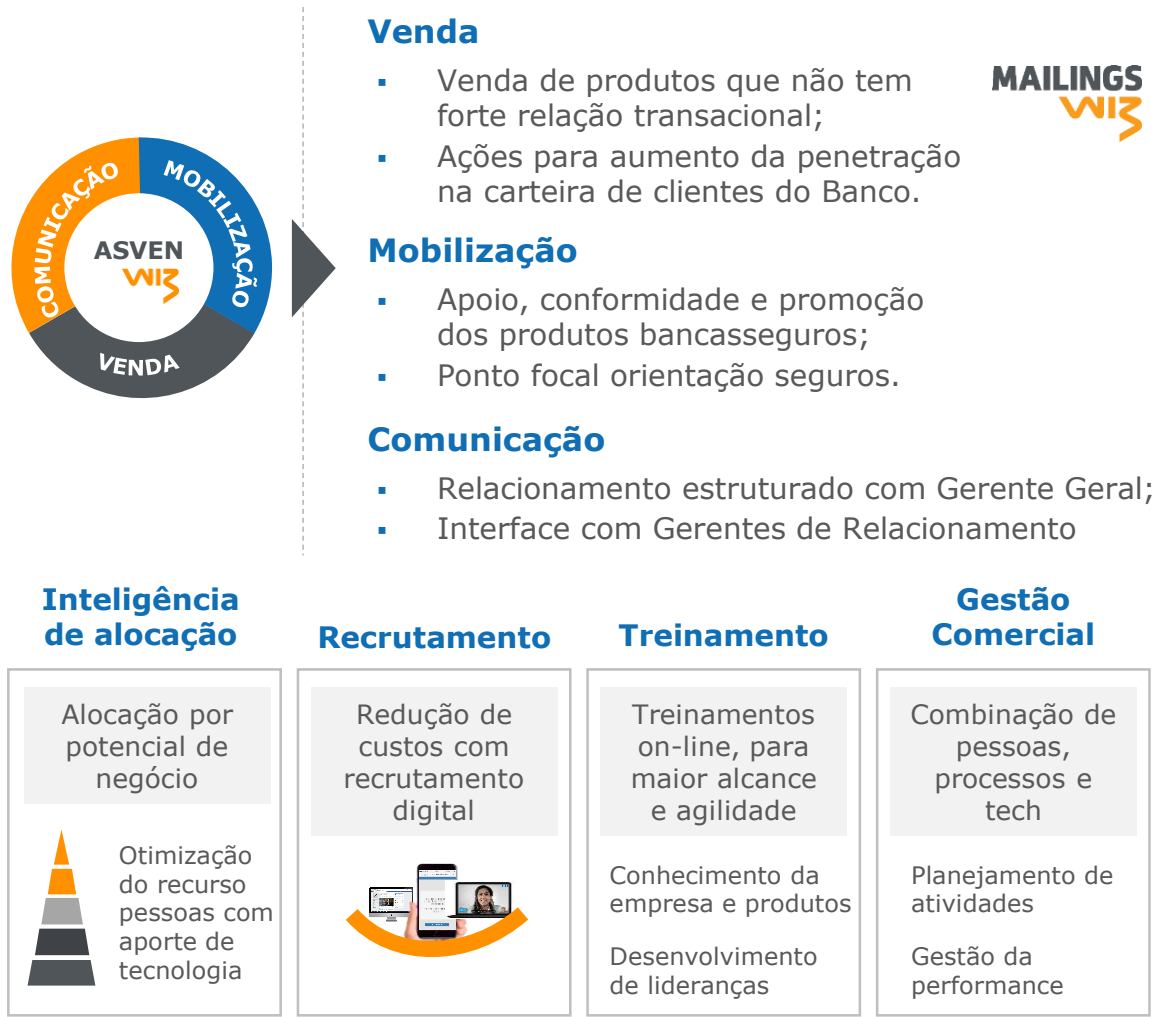 COMUNICAÇÃO
MOBILIZAÇÃO
VENDA
ASVEN
wiz
Venda
▪ Venda de produtos que não tem
forte relação transacional;
▪ Ações para aumento da penetração
na carteira de clientes do Banco.
MAILINGS
wiz
Mobilização
▪ Apoio, conformidade e promoção
dos produtos bancasseguros;
▪ Ponto focal orientação seguros.
Comunicação
▪ Relacionamento estruturado com Gerente Geral;
▪ Interface com Gerentes de Relacionamento
Inteligência
de alocação
Alocação por
potencial de
negócio
Otimização
do recurso
pessoas com
aporte de
tecnologia
Recrutamento
Redução de
custos com
recrutamento
digital
Treinamento
Treinamentos
on-line, para
maior alcance
e agilidade
Conhecimento da
empresa e produtos
Desenvolvimento
de lideranças
Gestão
Comercial
Combinação de
pessoas,
processos e
tech
Planejamento de
atividades
Gestão da
performance